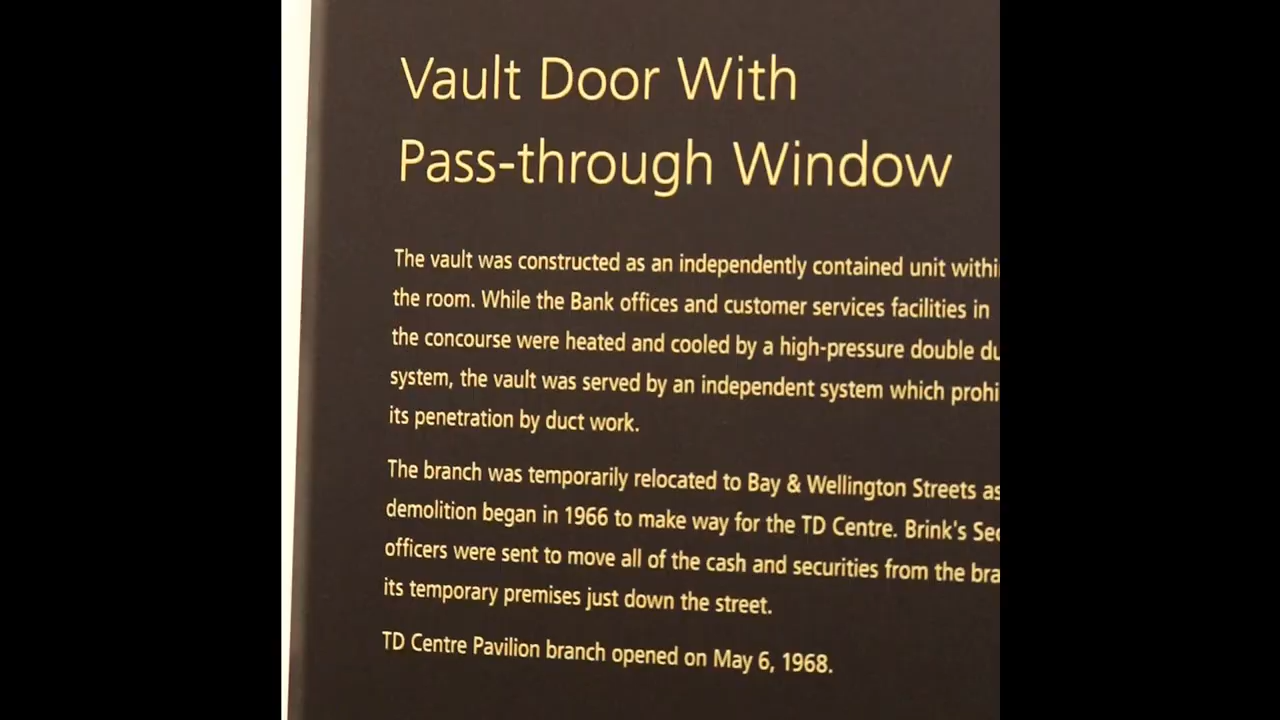 Vault Door With
Pass-through Window
The vault was constructed as an independently contained unit
the room. While the Bank offices and customer services facilities in
the concourse were heated and cooled by a high-pressure double
system, the vault was served by an independent system which
its penetration by duct work.
The branch was temporarily relocated to Bay & Wellington Streets as
demolition began in 1966 to make way for the TD Centre. Brink's
officers were sent to move all of the cash and securities from the
its temporary premises just down the street.
TD Centre Pavilion branch opened on May 6, 1968.